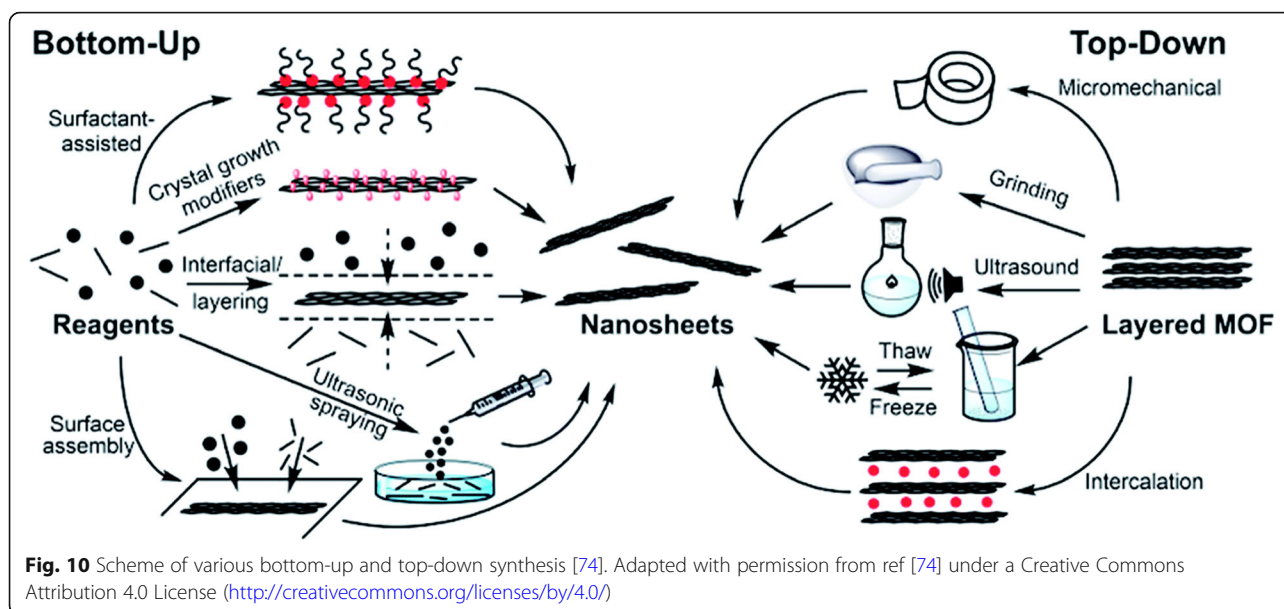 Bottom-Up
Top-Down
Surfactant-
assisted
Crystal growth
modifiers
Interfacial/
layering
Reagents
Ultrasonic
spraying
Surface
assembly
Nanosheets
Micromechanical
Grinding
Ultrasound
Layered MOF
Thaw
Freeze
Intercalation
Fig. 10 Scheme of various bottom-up and top-down synthesis [74]. Adapted with permission from ref [74] under a Creative Commons
Attribution 4.0 License (http://creativecommons.org/licenses/by/4.0/)